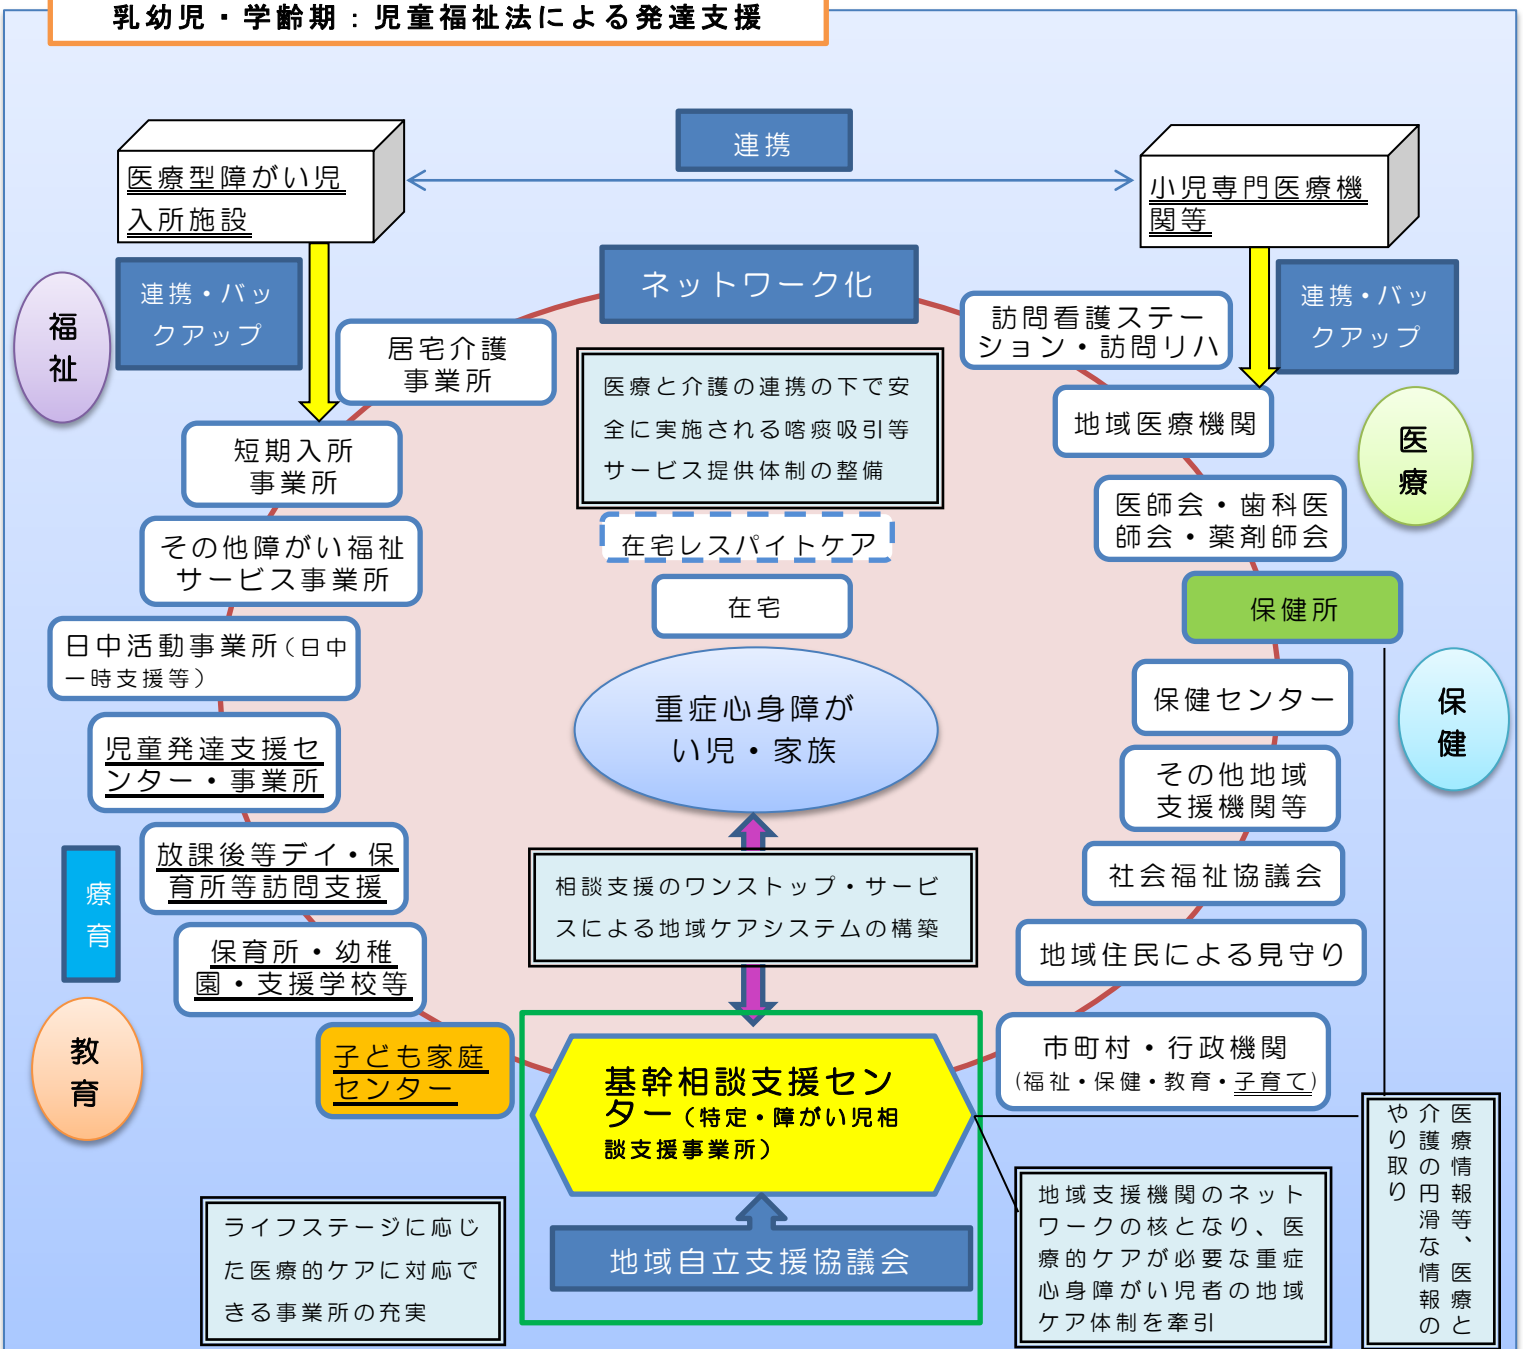 乳幼児・学齢期：児童福祉法による発達支援
連携
医療型障がい児
入所施設
小児専門医療機
関等
ネットワーク化
連携・バッ
クアップ
連携・バッ
クアップ
福
祉
居宅介護
事業所
訪問看護ステー
ション・訪問リハ
医療と介護の連携の下で安
全に実施される喀痰吸引等
サービス提供体制の整備
地域医療機関
医
療
短期入所
事業所
医師会・歯科医
師会・薬剤師会
その他障がい福祉
サービス事業所
在宅レスパイトケア
在宅
保健所
日中活動事業所（日中
一時支援等）
重症心身障が
い児・家族
保健センター
保
健
児童発達支援セ
ンター・事業所
その他地域
支援機関等
放課後等デイ・保
育所等訪問支援
療
育
相談支援のワンストップ・サービ
スによる地域ケアシステムの構築
社会福祉協議会
保育所・幼稚
園・支援学校等
地域住民による見守り
教
育
子ども家庭
センター
基幹相談支援セン
ター（特定・障がい児相
談支援事業所）
市町村・行政機関
(福祉・保健・教育・子育て)
医療情報等、医療と
介護の円滑な情報の
やり取り
ライフステージに応じ
た医療的ケアに対応で
きる事業所の充実
地域自立支援協議会
地域支援機関のネット
ワークの核となり、医
療的ケアが必要な重症
心身障がい児者の地域
ケア体制を牽引